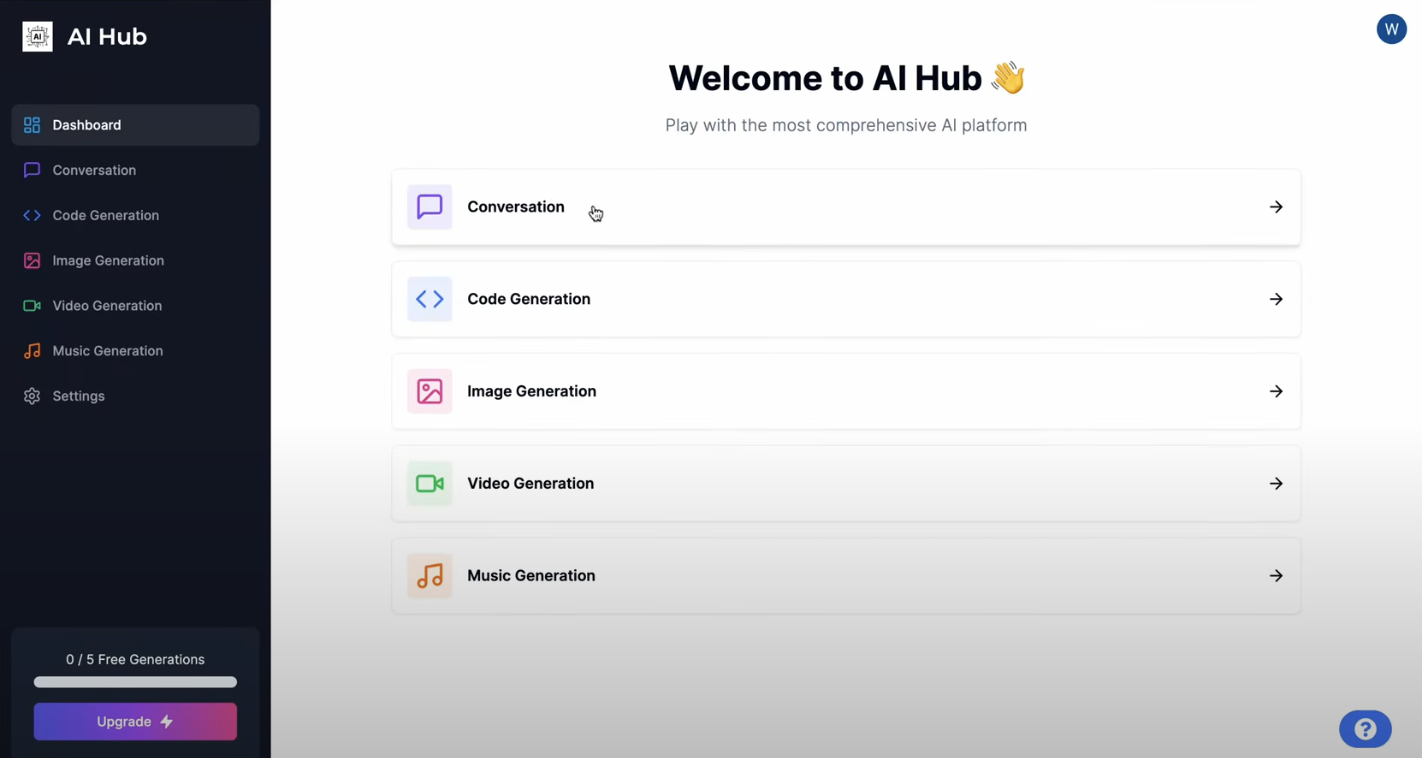 AI
AI Hub
W
Dashboard
Conversation
Code Generation
Image Generation
Video Generation
Music Generation
Settings
0 / 5 Free Generations
Upgrade
Welcome to AI Hub 👋
Play with the most comprehensive AI platform
Conversation
Code Generation
Image Generation
Video Generation
Music Generation
?